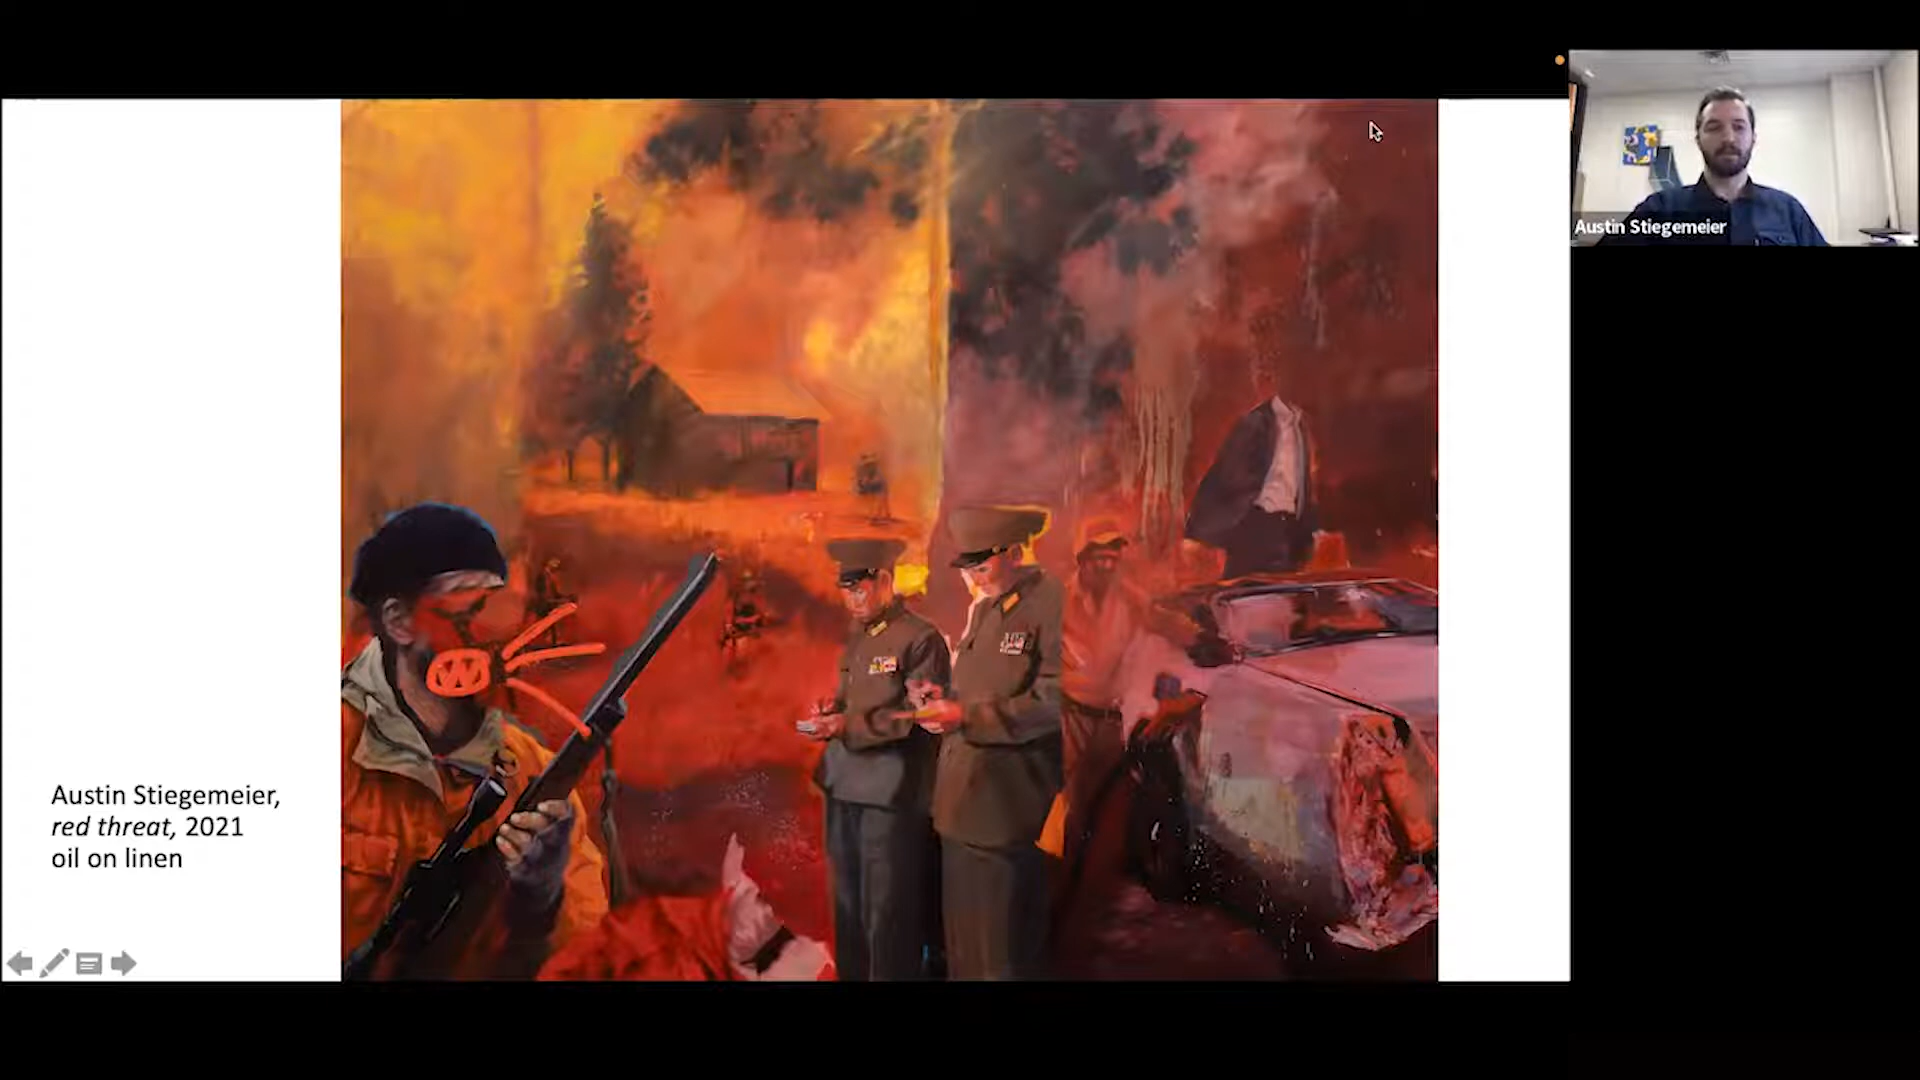 Austin Stiegemeier
Austin Stiegemeier,
red threat, 2021
oil on linen